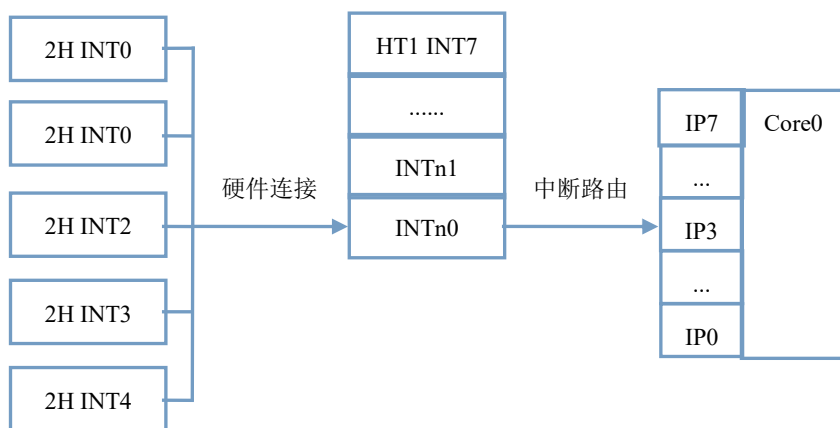 2H INT0
2H INT0
2H INT2
2H INT3
2H INT4
硬件连接
HT1 INT7
......
INTn1
INTn0
中断路由
IP7
...
IP3
...
IP0
Core0